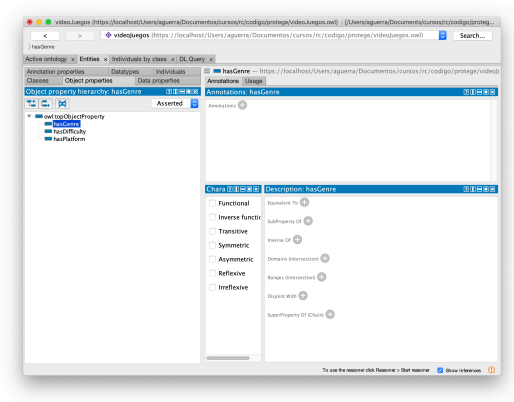 videoJuegos (https://localhost/Users/aguerra/Documentos/cursos/rc/codigo/protege/videoJuegos.owl) : [/Users/aguerra/Documentos/cursos/rc/codigo/proteg...
< > videoJuegos (https://localhost/Users/aguerra/Documentos/cursos/rc/codigo/protege/videoJuegos.owl) Search...
hasGenre
Active ontology × Entities × Individuals by class × DL Query ×
Annotation properties Datatypes Individuals
Classes Object properties Data properties
Object property hierarchy: hasGenre
Asserted
owl:topObjectProperty
hasGenre
hasDifficulty
hasPlatform
hasGenre — https://localhost/Users/aguerra/Documentos/cursos/rc/codigo/protege/videoJu
Annotations Usage
Annotations: hasGenre
Annotations
Chara
Functional
Inverse functic
Transitive
Symmetric
Asymmetric
Reflexive
Irreflexive
Description: hasGenre
Equivalent To
SubProperty Of
Inverse Of
Domains (intersection)
Ranges (intersection)
Disjoint With
SuperProperty Of (Chain)
To use the reasoner click Reasoner > Start reasoner Show Inferences